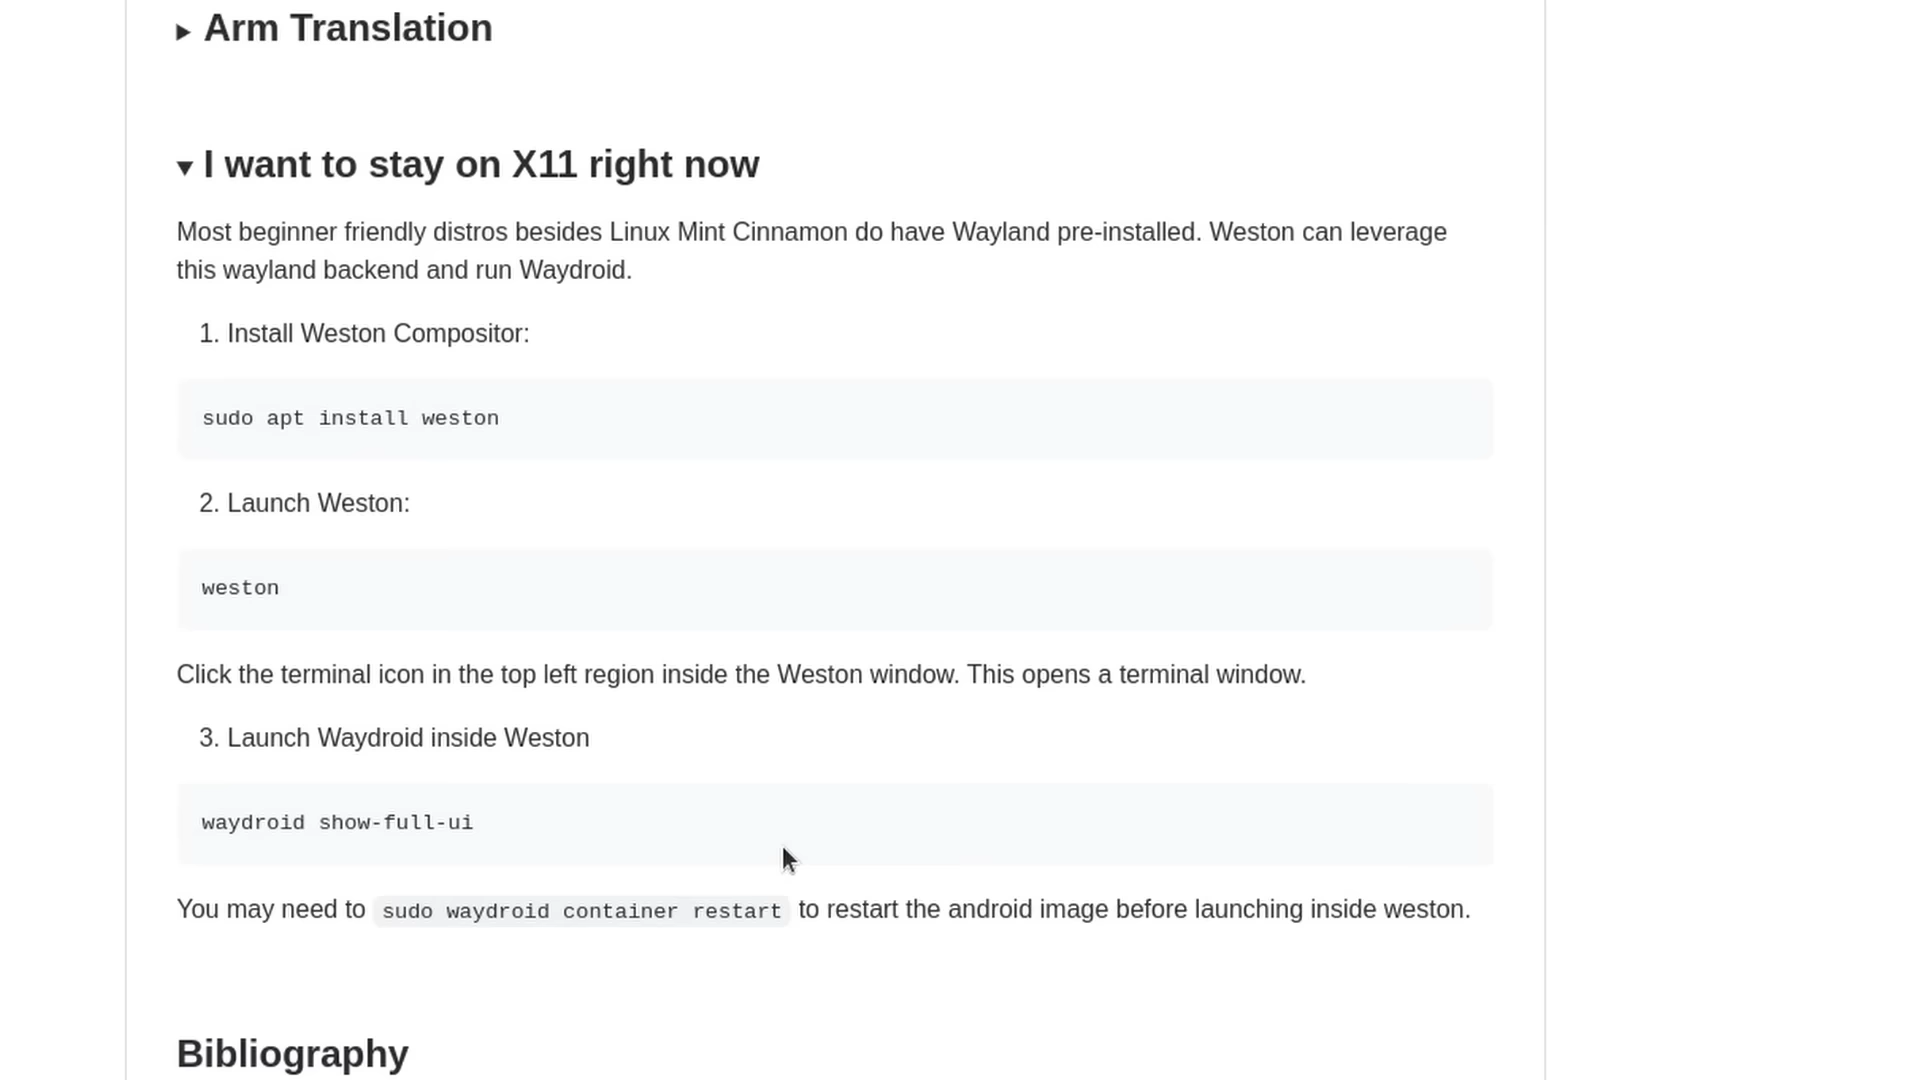 Arm Translation
I want to stay on X11 right now
Most beginner friendly distros besides Linux Mint Cinnamon do have Wayland pre-installed. Weston can leverage
this wayland backend and run Waydroid.
1. Install Weston Compositor:
sudo apt install weston
2. Launch Weston:
weston
Click the terminal icon in the top left region inside the Weston window. This opens a terminal window.
3. Launch Waydroid inside Weston
waydroid show-full-ui
You may need to sudo waydroid container restart to restart the android image before launching inside weston.
Bibliography